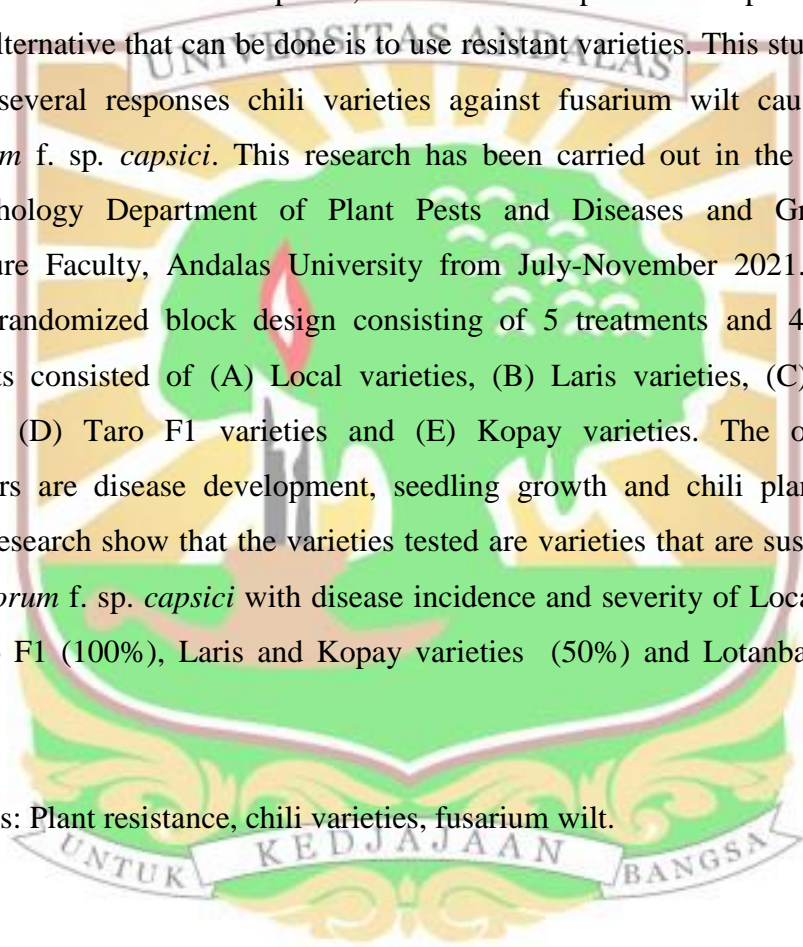 lternative that can be done is to use resistant varieties. This stu
UNIVERSITAS ANDALAS
several responses chili varieties against fusarium wilt cau
m f. sp. capsici. This research has been carried out in the
hology Department of Plant Pests and Diseases and Gr
ure Faculty, Andalas University from July-November 2021.
randomized block design consisting of 5 treatments and 4
ts consisted of (A) Local varieties, (B) Laris varieties, (C)
(D) Taro F1 varieties and (E) Kopay varieties. The o
rs are disease development, seedling growth and chili plan
esearch show that the varieties tested are varieties that are sus
orum f. sp. capsici with disease incidence and severity of Loca
F1 (100%), Laris and Kopay varieties (50%) and Lotanba
s: Plant resistance, chili varieties, fusarium wilt.
UNTUK KEDJAJAAN BANGSA